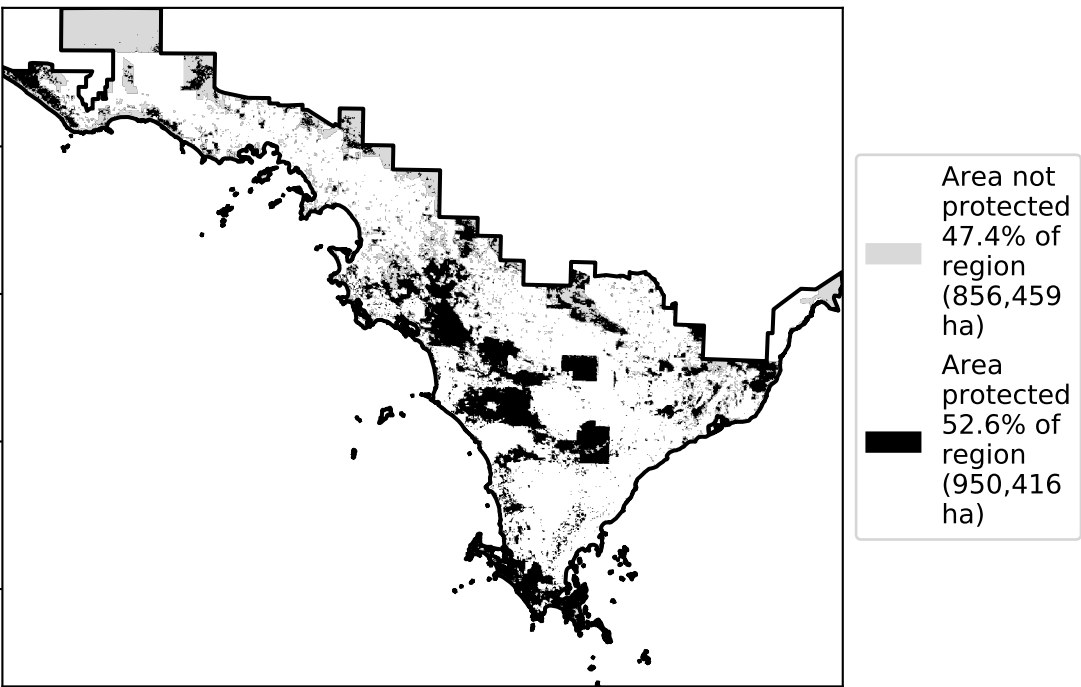 Area not
protected
47.4% of
region
(856,459
ha)
Area
protected
52.6% of
region
(950,416
ha)